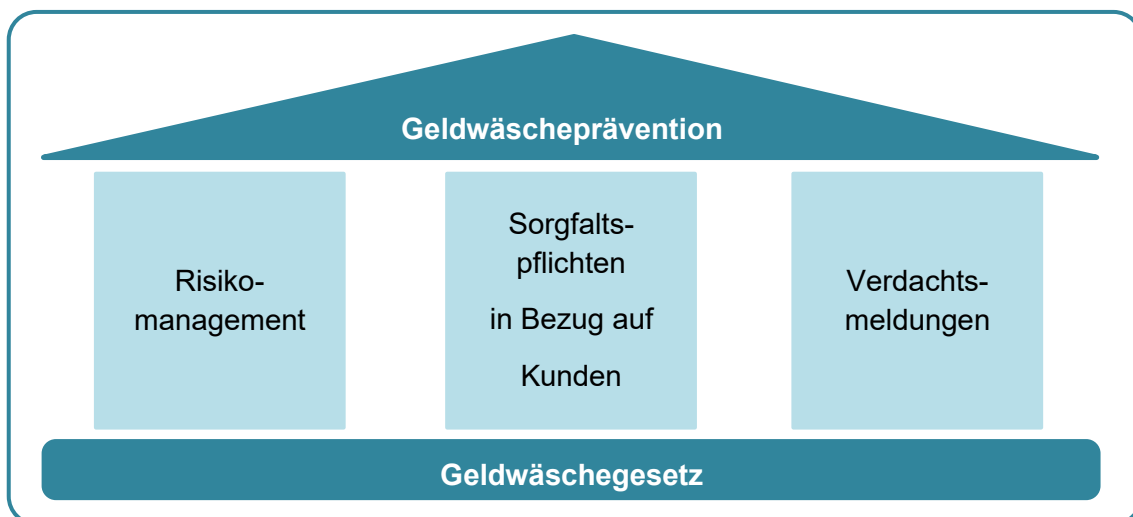 Geldwäscheprävention
Risiko-
management
Sorgfalts-
pflichten
in Bezug auf
Kunden
Verdachts-
meldungen
Geldwäschegesetz